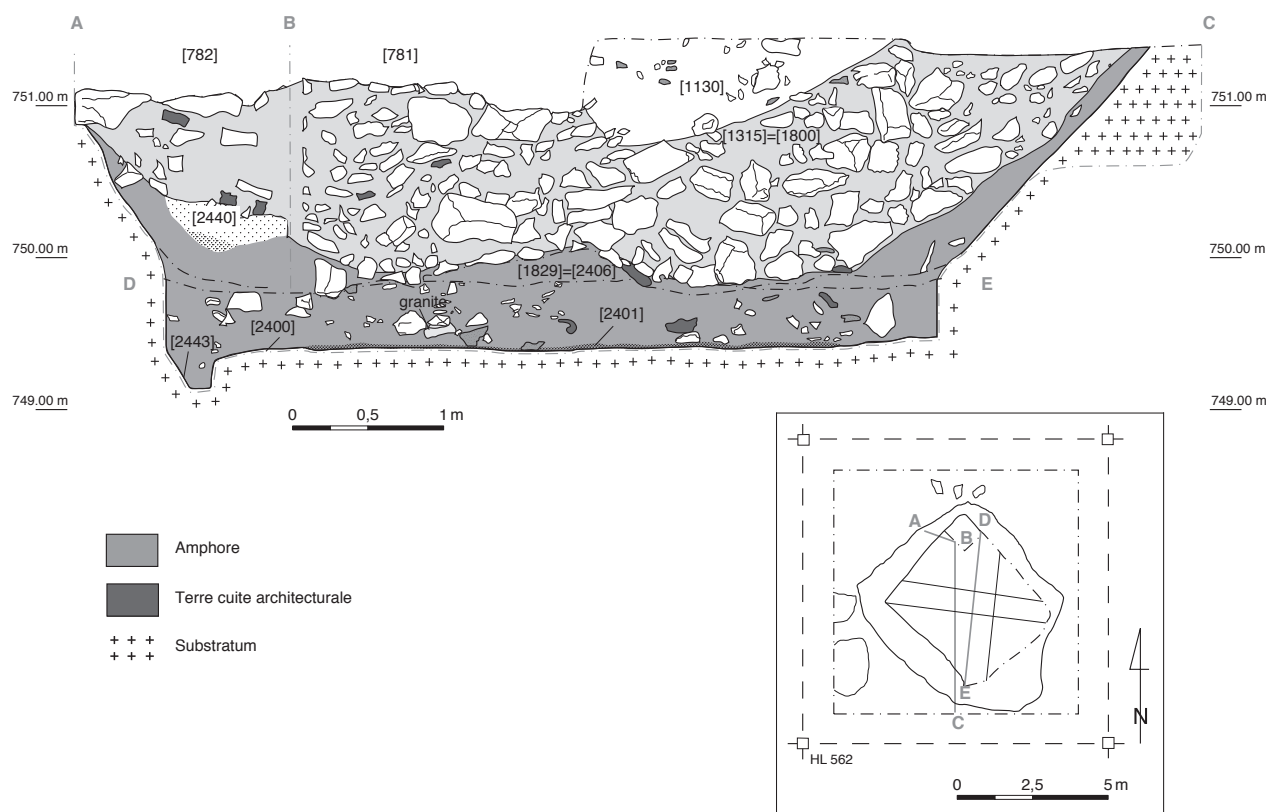 A B C
[782] [781]
[1130]
751.00 m 751.00 m
[1315]=[1800]
[2440]
750.00 m 750.00 m
[1829]=[2406]
D E
granite
[2401]
[2400]
[2443]
749.00 m 749.00 m
0 0,5 1 m
Amphore
Terre cuite architecturale
Substratum
A D
B
E
C
N
HL 562
0 2,5 5 m